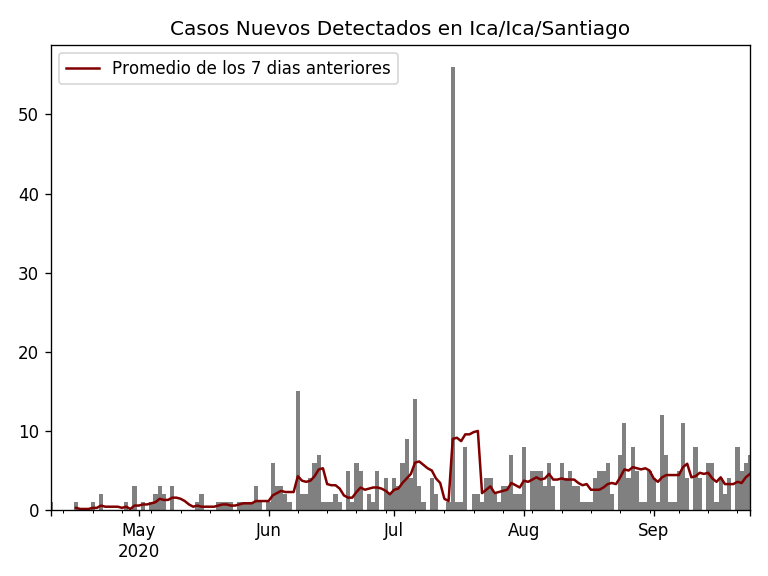 Casos Nuevos Detectados en Ica/Ica/Santiago
Promedio de los 7 dias anteriores
50
40
30
20
10
0
May
2020
Jun
Jul
Aug
Sep